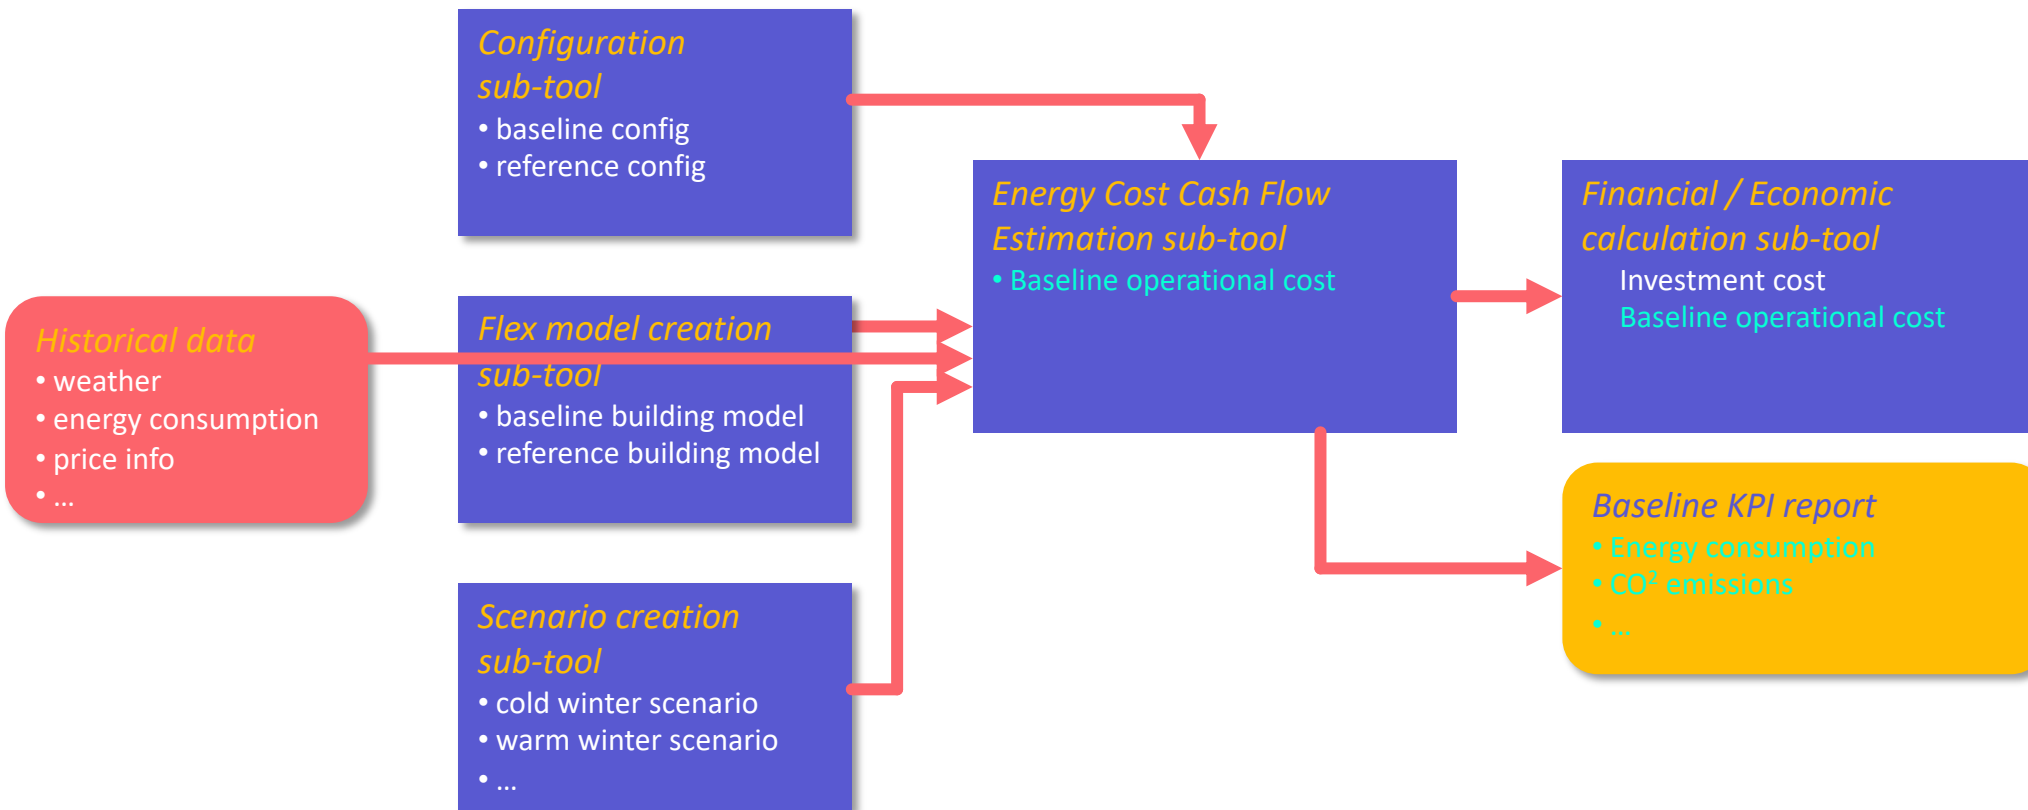 Configuration
sub-tool
• baseline config
• reference config
Historical data
• weather
• energy consumption
• price info
• ...
Flex model creation
sub-tool
• baseline building model
• reference building model
Scenario creation
sub-tool
• cold winter scenario
• warm winter scenario
• ...
Energy Cost Cash Flow
Estimation sub-tool
• Baseline operational cost
Financial / Economic
calculation sub-tool
Investment cost
Baseline operational cost
Baseline KPI report
• Energy consumption
• CO² emissions
• ...